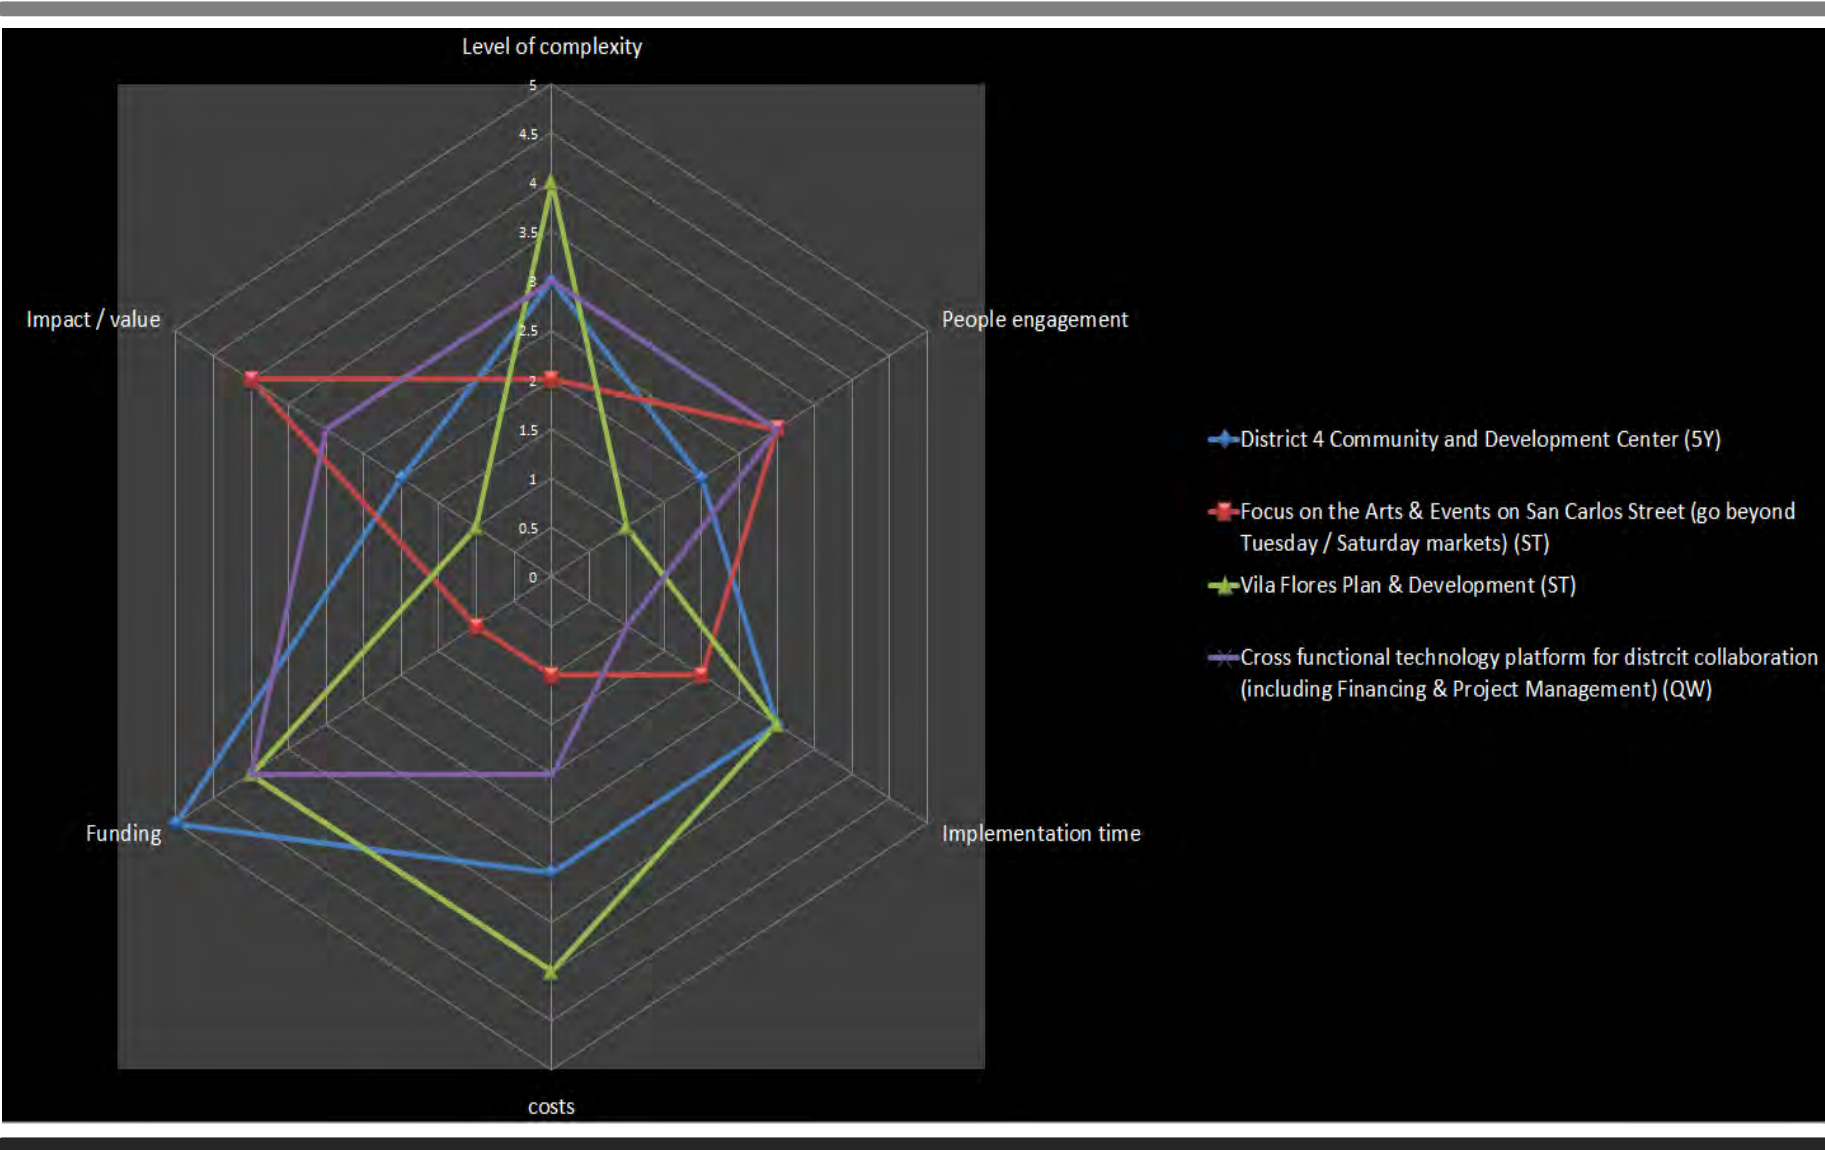 Level of complexity
5
4.5
4
3.5
3
2.5
2
1.5
1
0.5
0
Impact / value
People engagement
Funding
Implementation time
costs
District 4 Community and Development Center (5Y)
Focus on the Arts & Events on San Carlos Street (go beyond
Tuesday / Saturday markets) (ST)
Vila Flores Plan & Development (ST)
Cross functional technology platform for distrcit collaboration
(including Financing & Project Management) (QW)